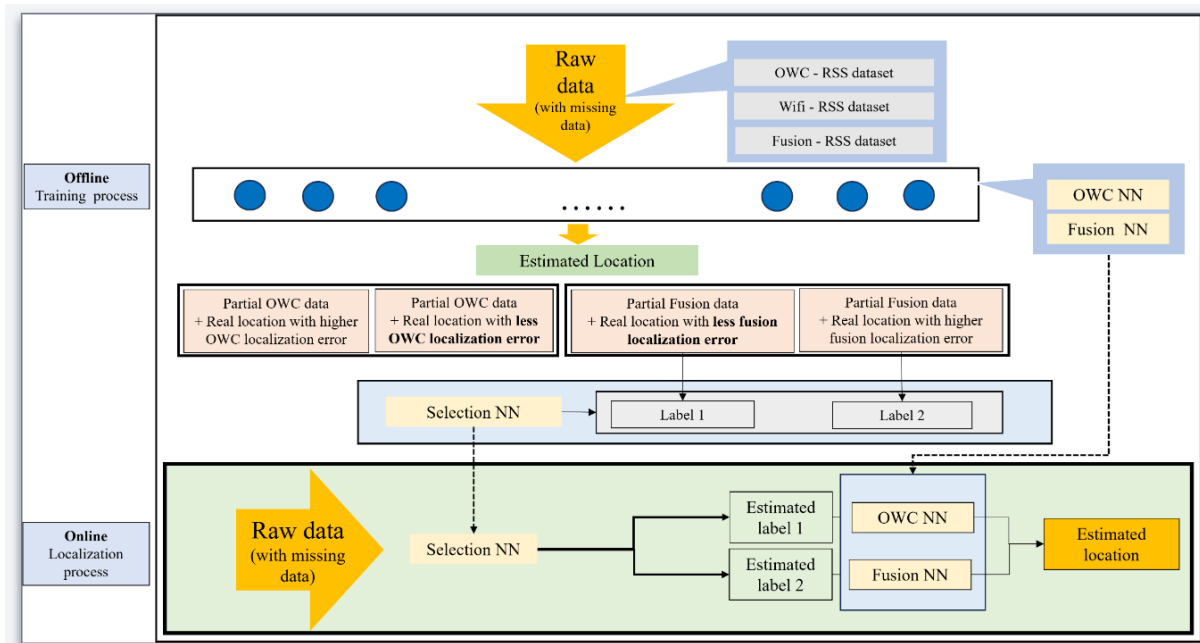 Raw
data
(with missing
data)
OWC - RSS dataset
Wifi - RSS dataset
Fusion - RSS dataset
Offline
Training process
......
OWC NN
Fusion NN
Estimated Location
Partial OWC data
+ Real location with higher
OWC localization error
Partial OWC data
+ Real location with less
OWC localization error
Partial Fusion data
+ Real location with less fusion
localization error
Partial Fusion data
+ Real location with higher
fusion localization error
Selection NN
Label 1
Label 2
Online
Localization
process
Raw data
(with missing
data)
Selection NN
Estimated
label 1
Estimated
label 2
OWC NN
Fusion NN
Estimated
location